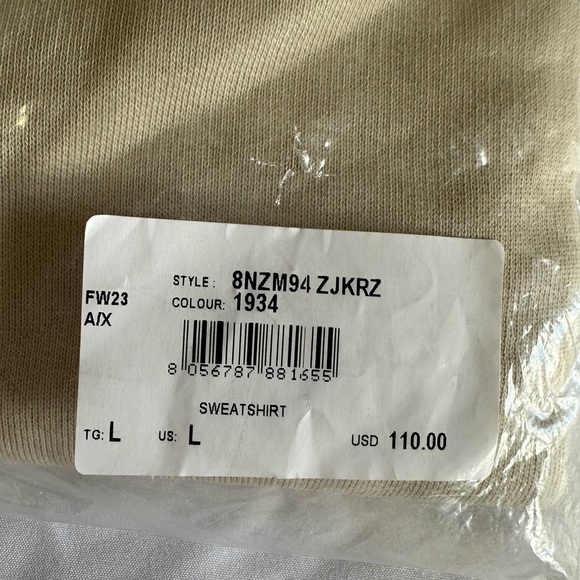 STYLE : 8NZM94 ZJKRZ
FW23 COLOUR: 1934
A/X
8 056787 881655
SWEATSHIRT
TG: L US: L USD 110.00